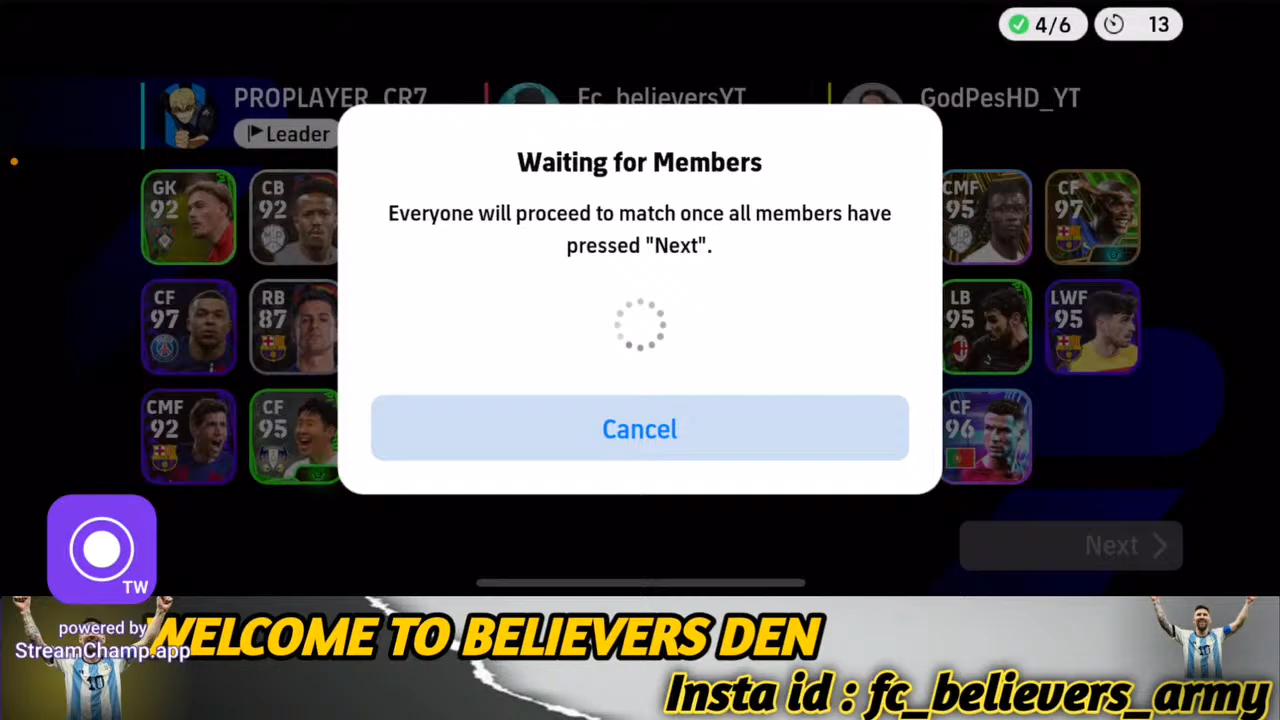 4/6
13
PROPLAYER_CR7
Fc_believersYT
GodPesHD_YT
Leader
Waiting for Members
Everyone will proceed to match once all members have
pressed "Next".
Cancel
GK
92
CB
92
CMF
95
CF
97
CF
97
RB
87
LB
95
LWF
95
CMF
92
CF
95
CF
96
Next
TW
powered by
StreamChamp.app
WELCOME TO BELIEVERS DEN
Insta id : fc_believers_army
10